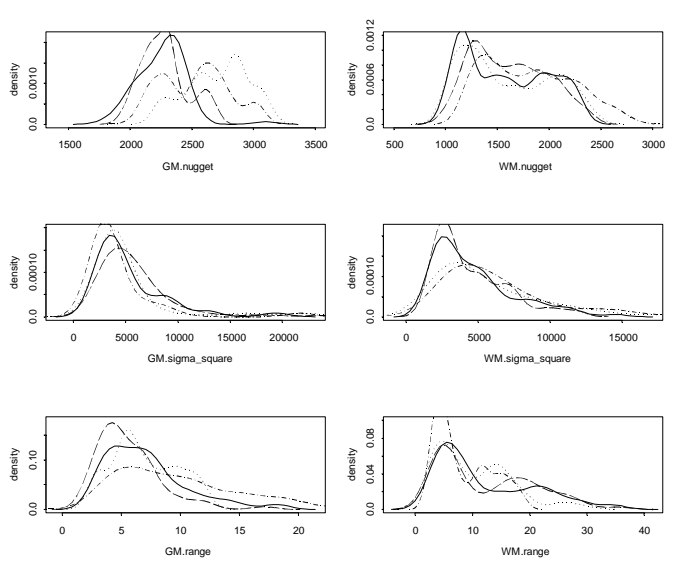 density
0.0 0.0010
1500 2000 2500 3000 3500
GM.nugget
density
0.0 0.0006 0.0012
500 1000 1500 2000 2500 3000
WM.nugget
density
0.0 0.00010
0 5000 10000 15000 20000
GM.sigma_square
density
0.0 0.00010
0 5000 10000 15000
WM.sigma_square
density
0.0 0.10
0 5 10 15 20
GM.range
density
0.0 0.04 0.08
0 10 20 30 40
WM.range